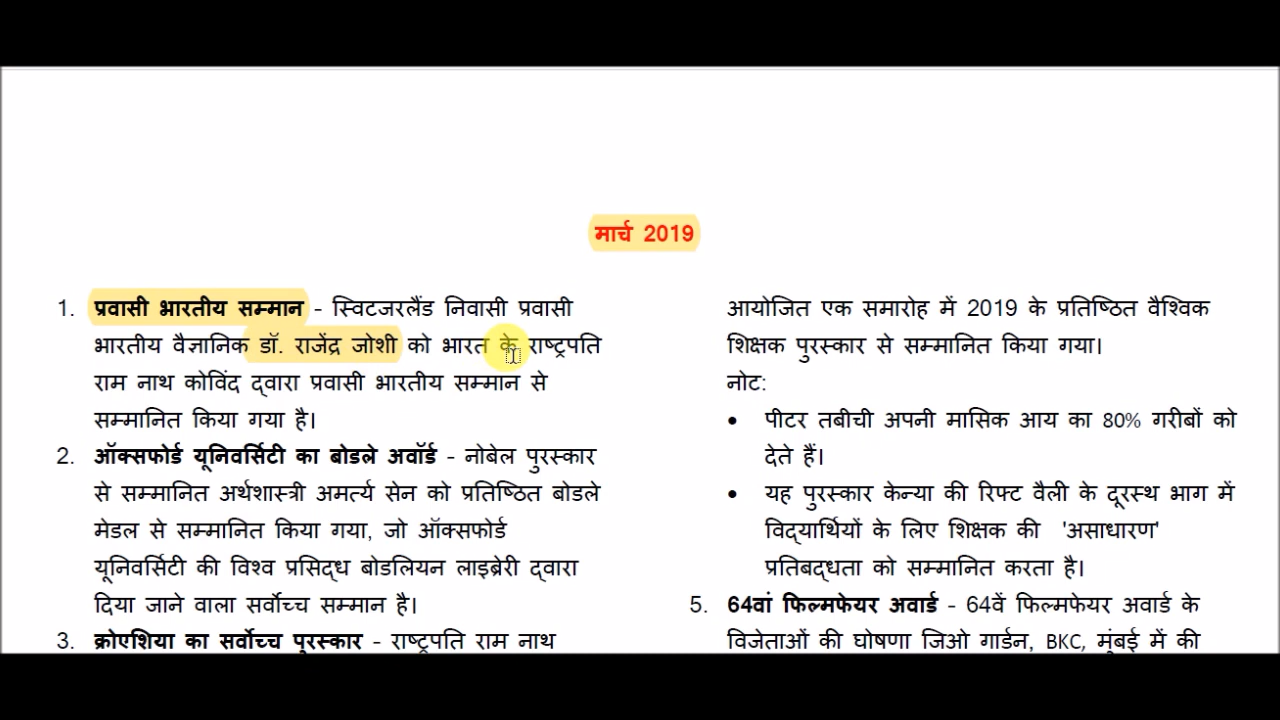 मार्च 2019
1. प्रवासी भारतीय सम्मान - स्विटजरलैंड निवासी प्रवासी
भारतीय वैज्ञानिक डॉ. राजेंद्र जोशी को भारत के राष्ट्रपति
राम नाथ कोविंद द्वारा प्रवासी भारतीय सम्मान से
सम्मानित किया गया है।
2. ऑक्सफोर्ड यूनिवर्सिटी का बोडले अवॉर्ड - नोबेल पुरस्कार
से सम्मानित अर्थशास्त्री अमर्त्य सेन को प्रतिष्ठित बोडले
मेडल से सम्मानित किया गया, जो ऑक्सफोर्ड
यूनिवर्सिटी की विश्व प्रसिद्ध बोडलियन लाइब्रेरी द्वारा
दिया जाने वाला सर्वोच्च सम्मान है।
3. क्रोएशिया का सर्वोच्च पुरस्कार - राष्ट्रपति राम नाथ
आयोजित एक समारोह में 2019 के प्रतिष्ठित वैश्विक
शिक्षक पुरस्कार से सम्मानित किया गया।
नोट:
• पीटर तबीची अपनी मासिक आय का 80% गरीबों को
देते हैं।
• यह पुरस्कार केन्या की रिफ्ट वैली के दूरस्थ भाग में
विद्यार्थियों के लिए शिक्षक की 'असाधारण'
प्रतिबद्धता को सम्मानित करता है।
5. 64वां फिल्मफेयर अवार्ड - 64वें फिल्मफेयर अवार्ड के
विजेताओं की घोषणा जिओ गार्डन, BKC, मुंबई में की